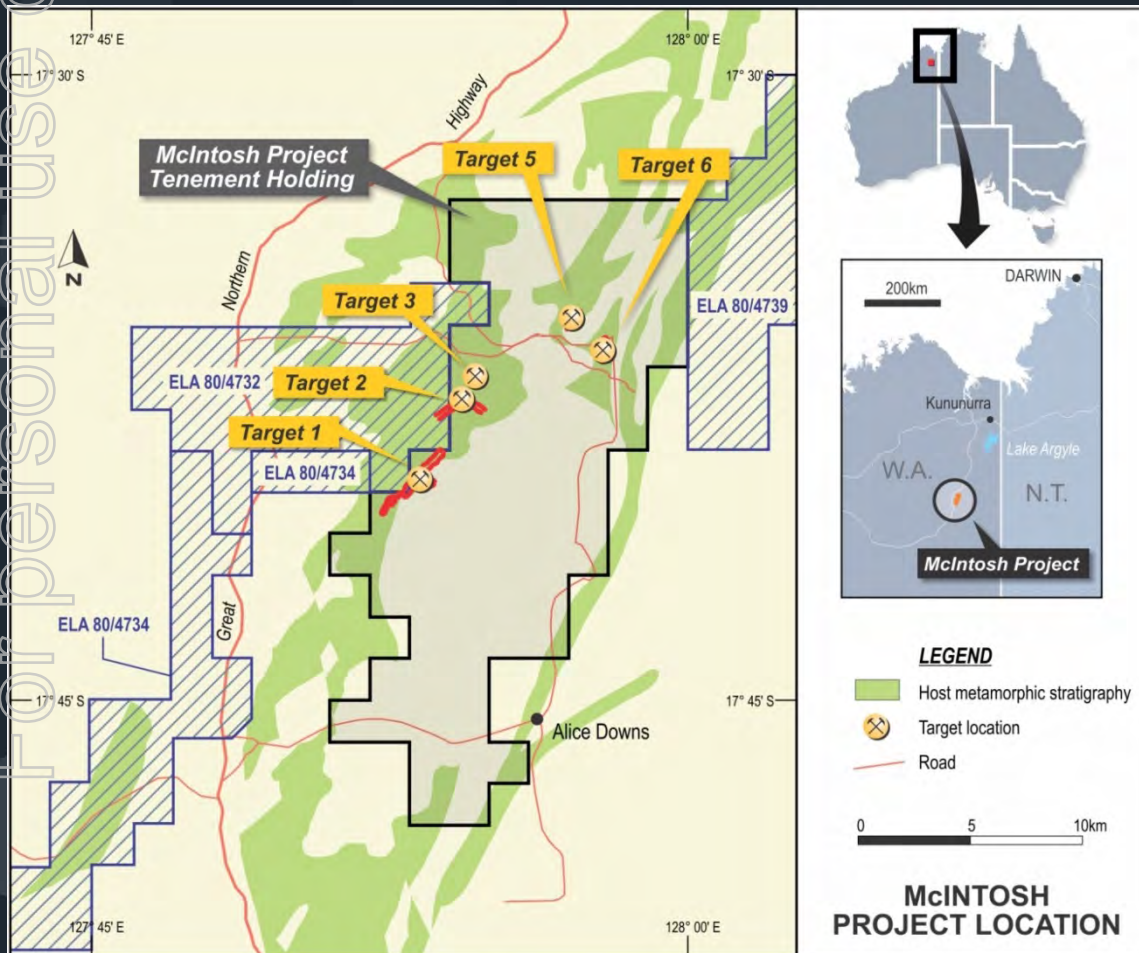 For personal use o
127° 45' E
128° 00' E
17° 30' S
17° 30' S
Highway
McIntosh Project
Tenement Holding
Target 5
Target 6
N
Northern
Target 3
ELA 80/4739
ELA 80/4732
Target 2
Target 1
ELA 80/4734
ELA 80/4734
Great
17° 45' S
17° 45' S
Alice Downs
127° 45' E
128° 00' E
200km
DARWIN
Kununurra
Lake Argyle
W.A.
N.T.
McIntosh Project
LEGEND
Host metamorphic stratigraphy
Target location
Road
0 5 10km
McINTOSH
PROJECT LOCATION